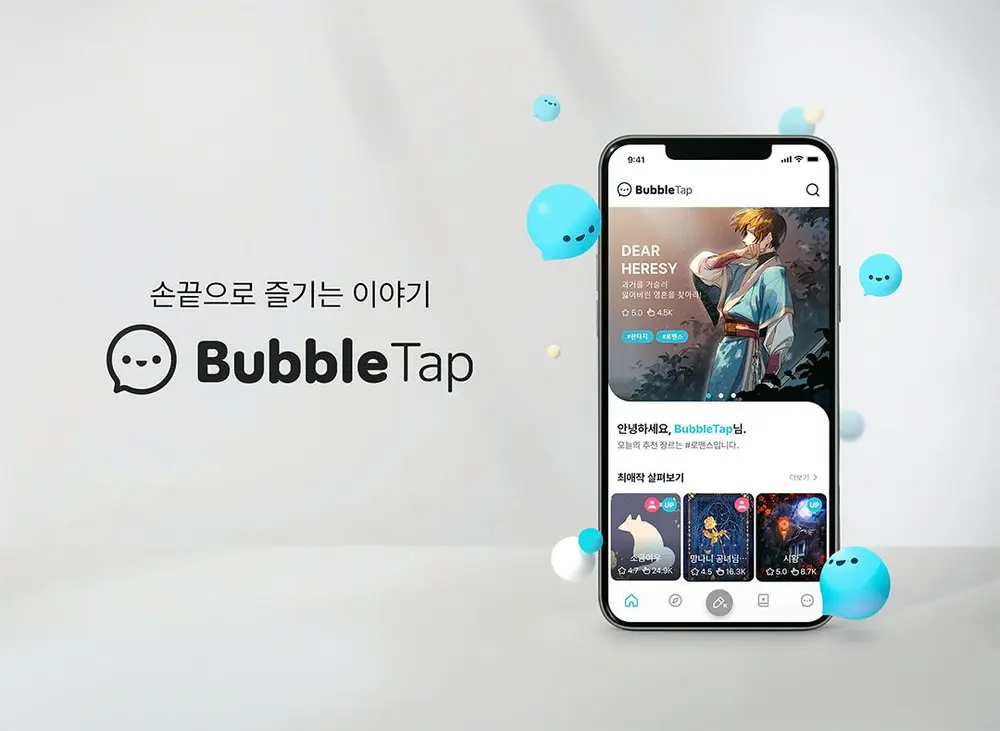 손끝으로 즐기는 이야기
BubbleTap
9:41
BubbleTap
DEAR
HERESY
과거를 거슬러
잃어버린 영혼을 찾아라!
5.0 4.5K
#판타지 #로맨스
안녕하세요, BubbleTap님.
오늘의 추천 장르는 #로맨스입니다.
최애작 살펴보기 더보기 >
UP UP
소금여우 망나니 공녀님… 시황
4.7 24.9K 4.5 16.3K 5.0 8.7K